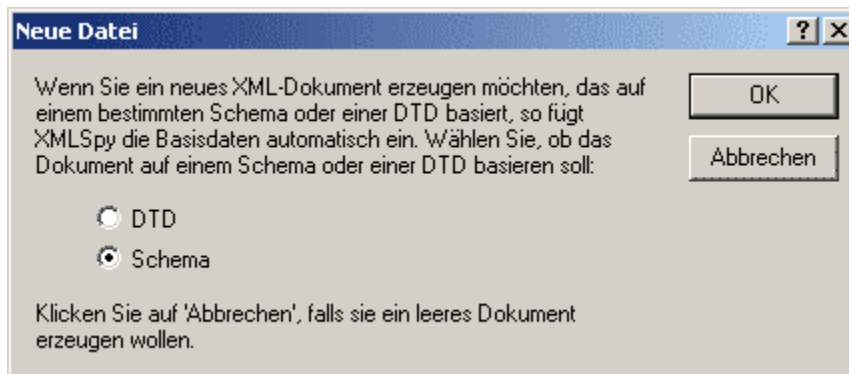 Neue Datei
Wenn Sie ein neues XML-Dokument erzeugen möchten, das auf
einem bestimmten Schema oder einer DTD basiert, so fügt
XMLSpy die Basisdaten automatisch ein. Wählen Sie, ob das
Dokument auf einem Schema oder einer DTD basieren soll:
OK
Abbrechen
DTD
Schema
Klicken Sie auf 'Abbrechen', falls sie ein leeres Dokument
erzeugen wollen.